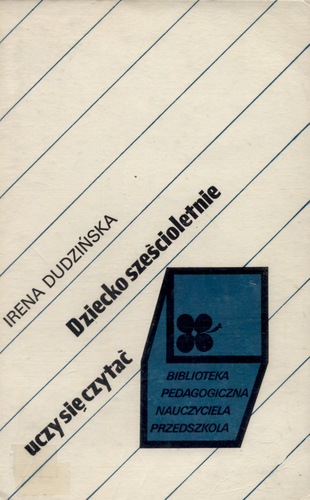 IRENA DUDZIŃSKA
Dziecko sześcioletnie
uczy się czytać
BIBLIOTEKA
PEDAGOGICZNA
NAUCZYCIELA
PRZEDSZKOLA